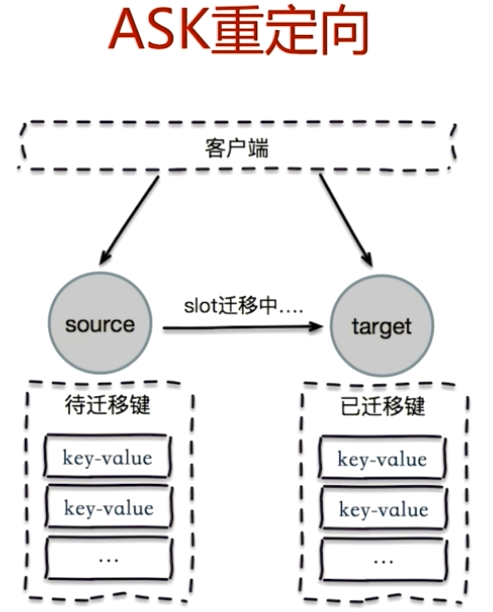 ASK重定向
客户端
slot迁移中....
source
target
待迁移键
已迁移键
key-value
key-value
key-value
key-value
...
...